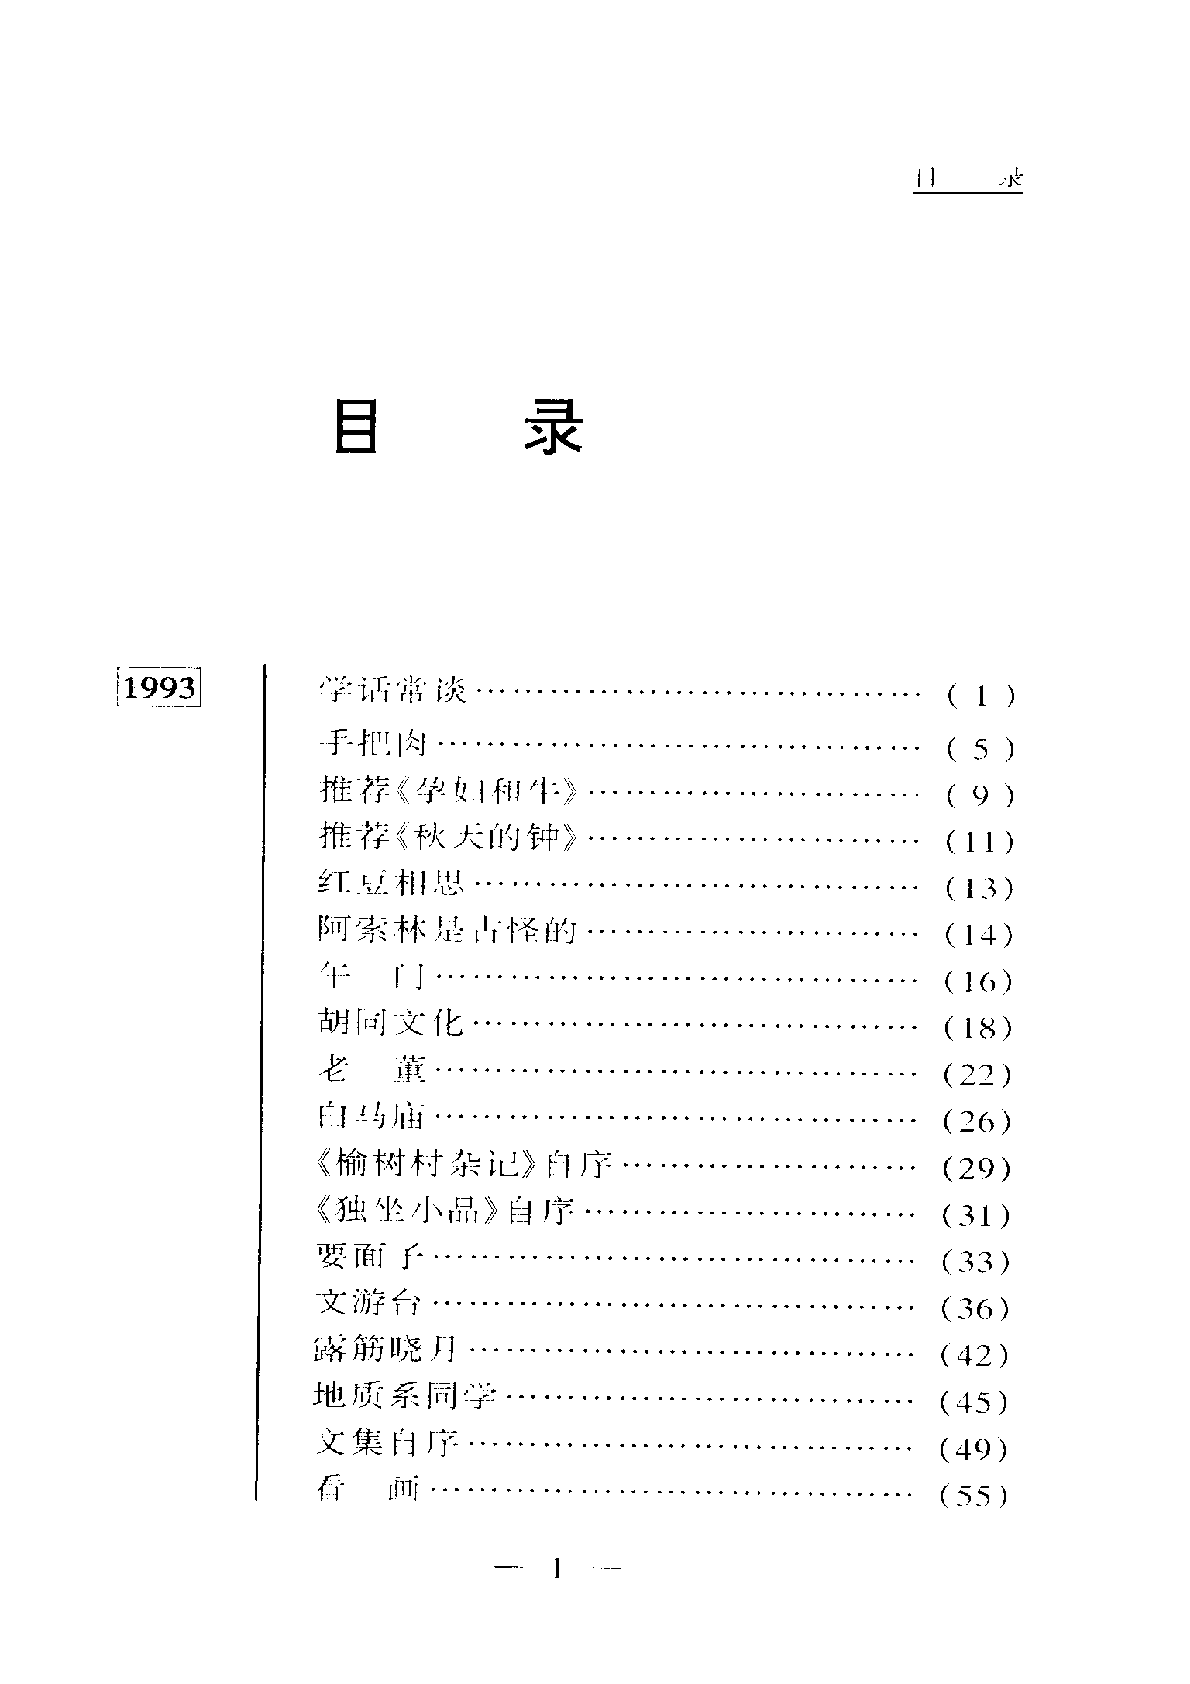 目 录
目 录
1993
学话常谈…………………………………（ 1 ）
手把肉……………………………………（ 5 ）
推荐《孕妇和牛》………………………（ 9 ）
推荐《秋天的钟》………………………（11）
红豆相思…………………………………（13）
阿索林是古怪的…………………………（14）
午 门……………………………………（16）
胡同文化…………………………………（18）
老 董……………………………………（22）
白马庙……………………………………（26）
《榆树村杂记》自序……………………（29）
《独坐小品》自序………………………（31）
要面子……………………………………（33）
文游台……………………………………（36）
露筋晓月…………………………………（42）
地质系同学………………………………（45）
文集自序…………………………………（49）
看 画……………………………………（55）
— 1 —